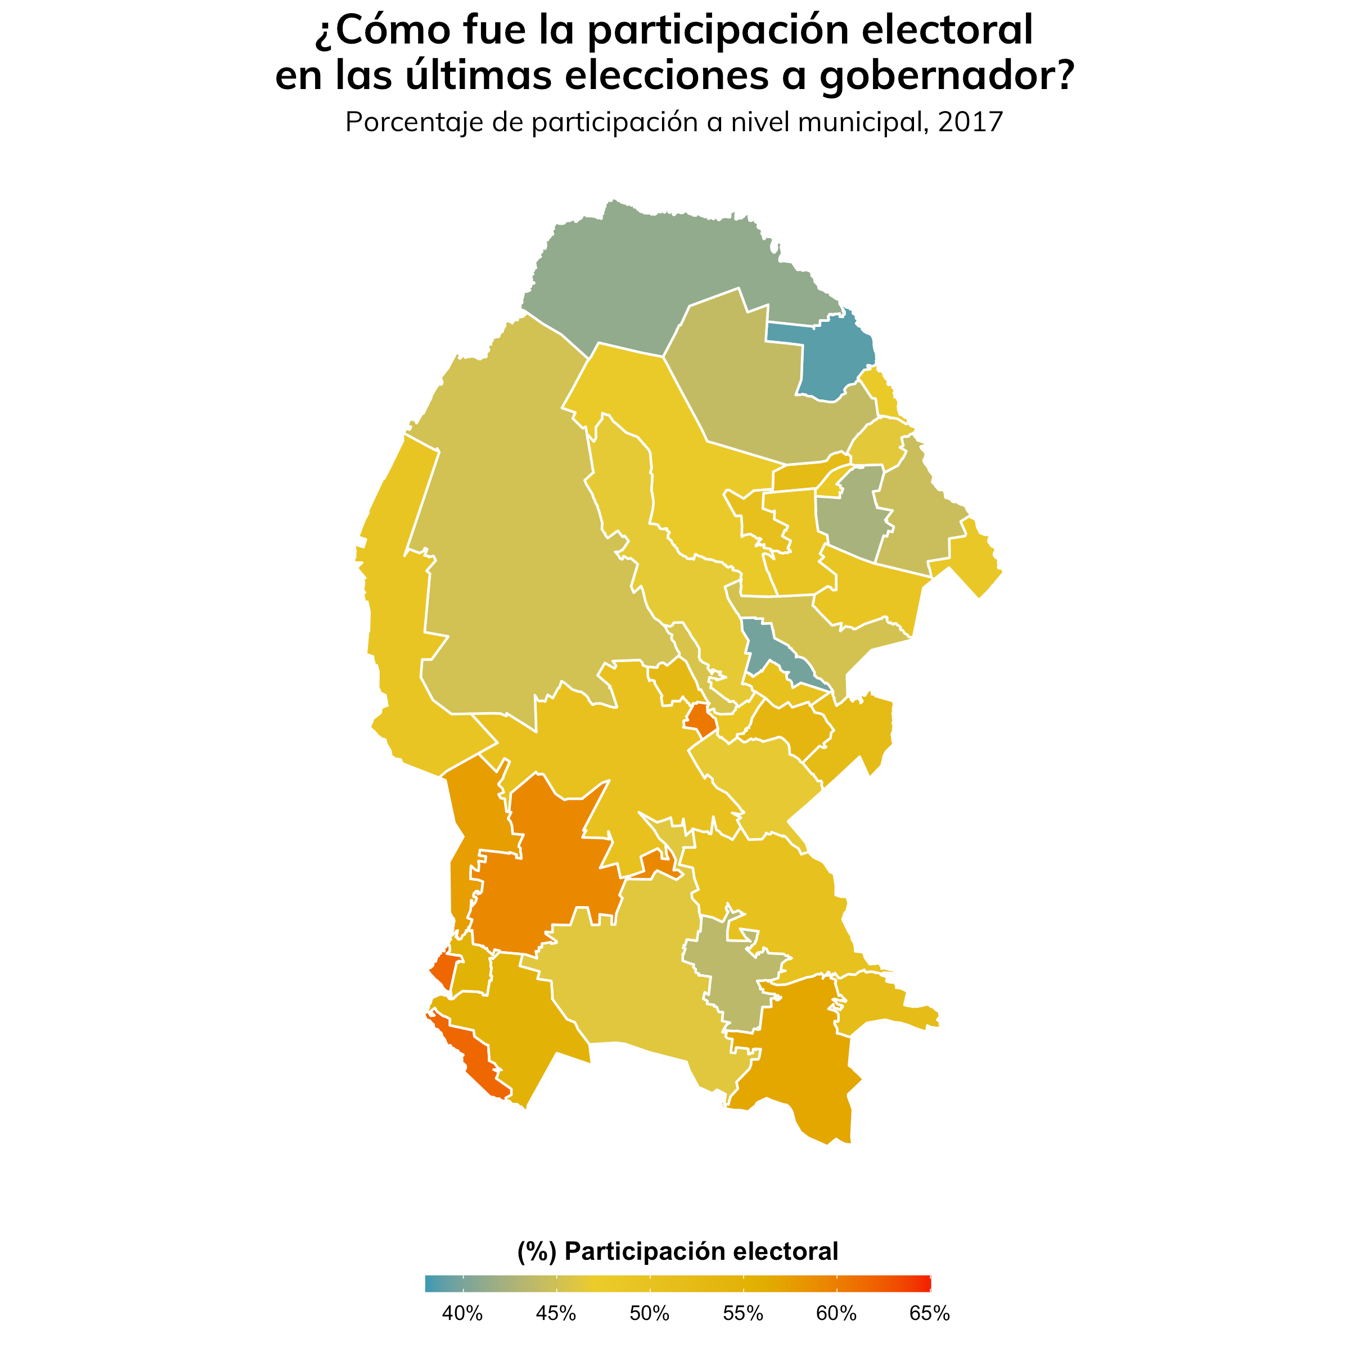 ¿Cómo fue la participación electoral
en las últimas elecciones a gobernador?
Porcentaje de participación a nivel municipal, 2017
(%) Participación electoral
40% 45% 50% 55% 60% 65%